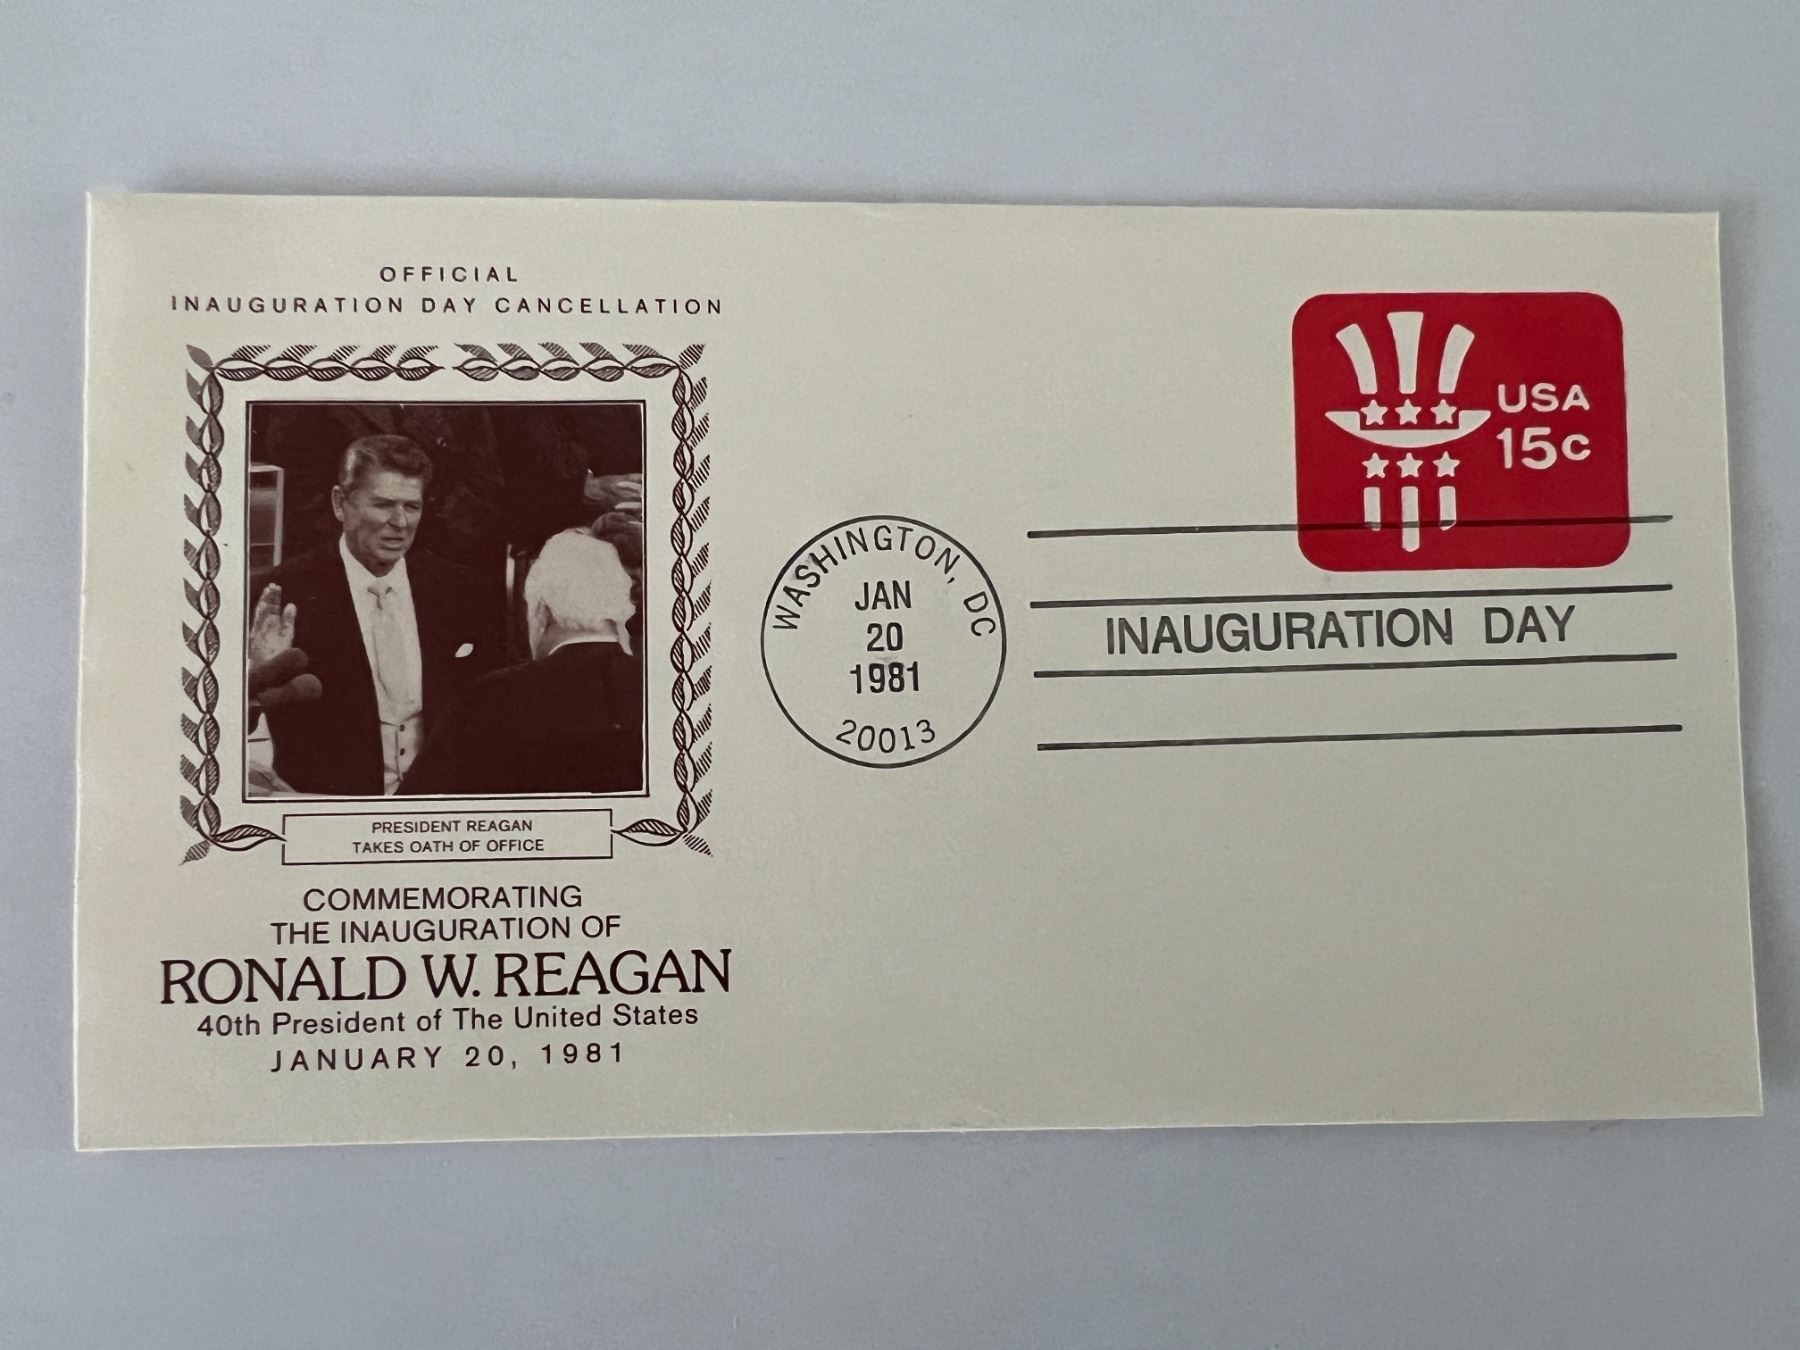 OFFICIAL
INAUGURATION DAY CANCELLATION
PRESIDENT REAGAN
TAKES OATH OF OFFICE
COMMEMORATING
THE INAUGURATION OF
RONALD W. REAGAN
40th President of The United States
JANUARY 20, 1981
WASHINGTON, DC
JAN
20
1981
20013
USA
15c
INAUGURATION DAY